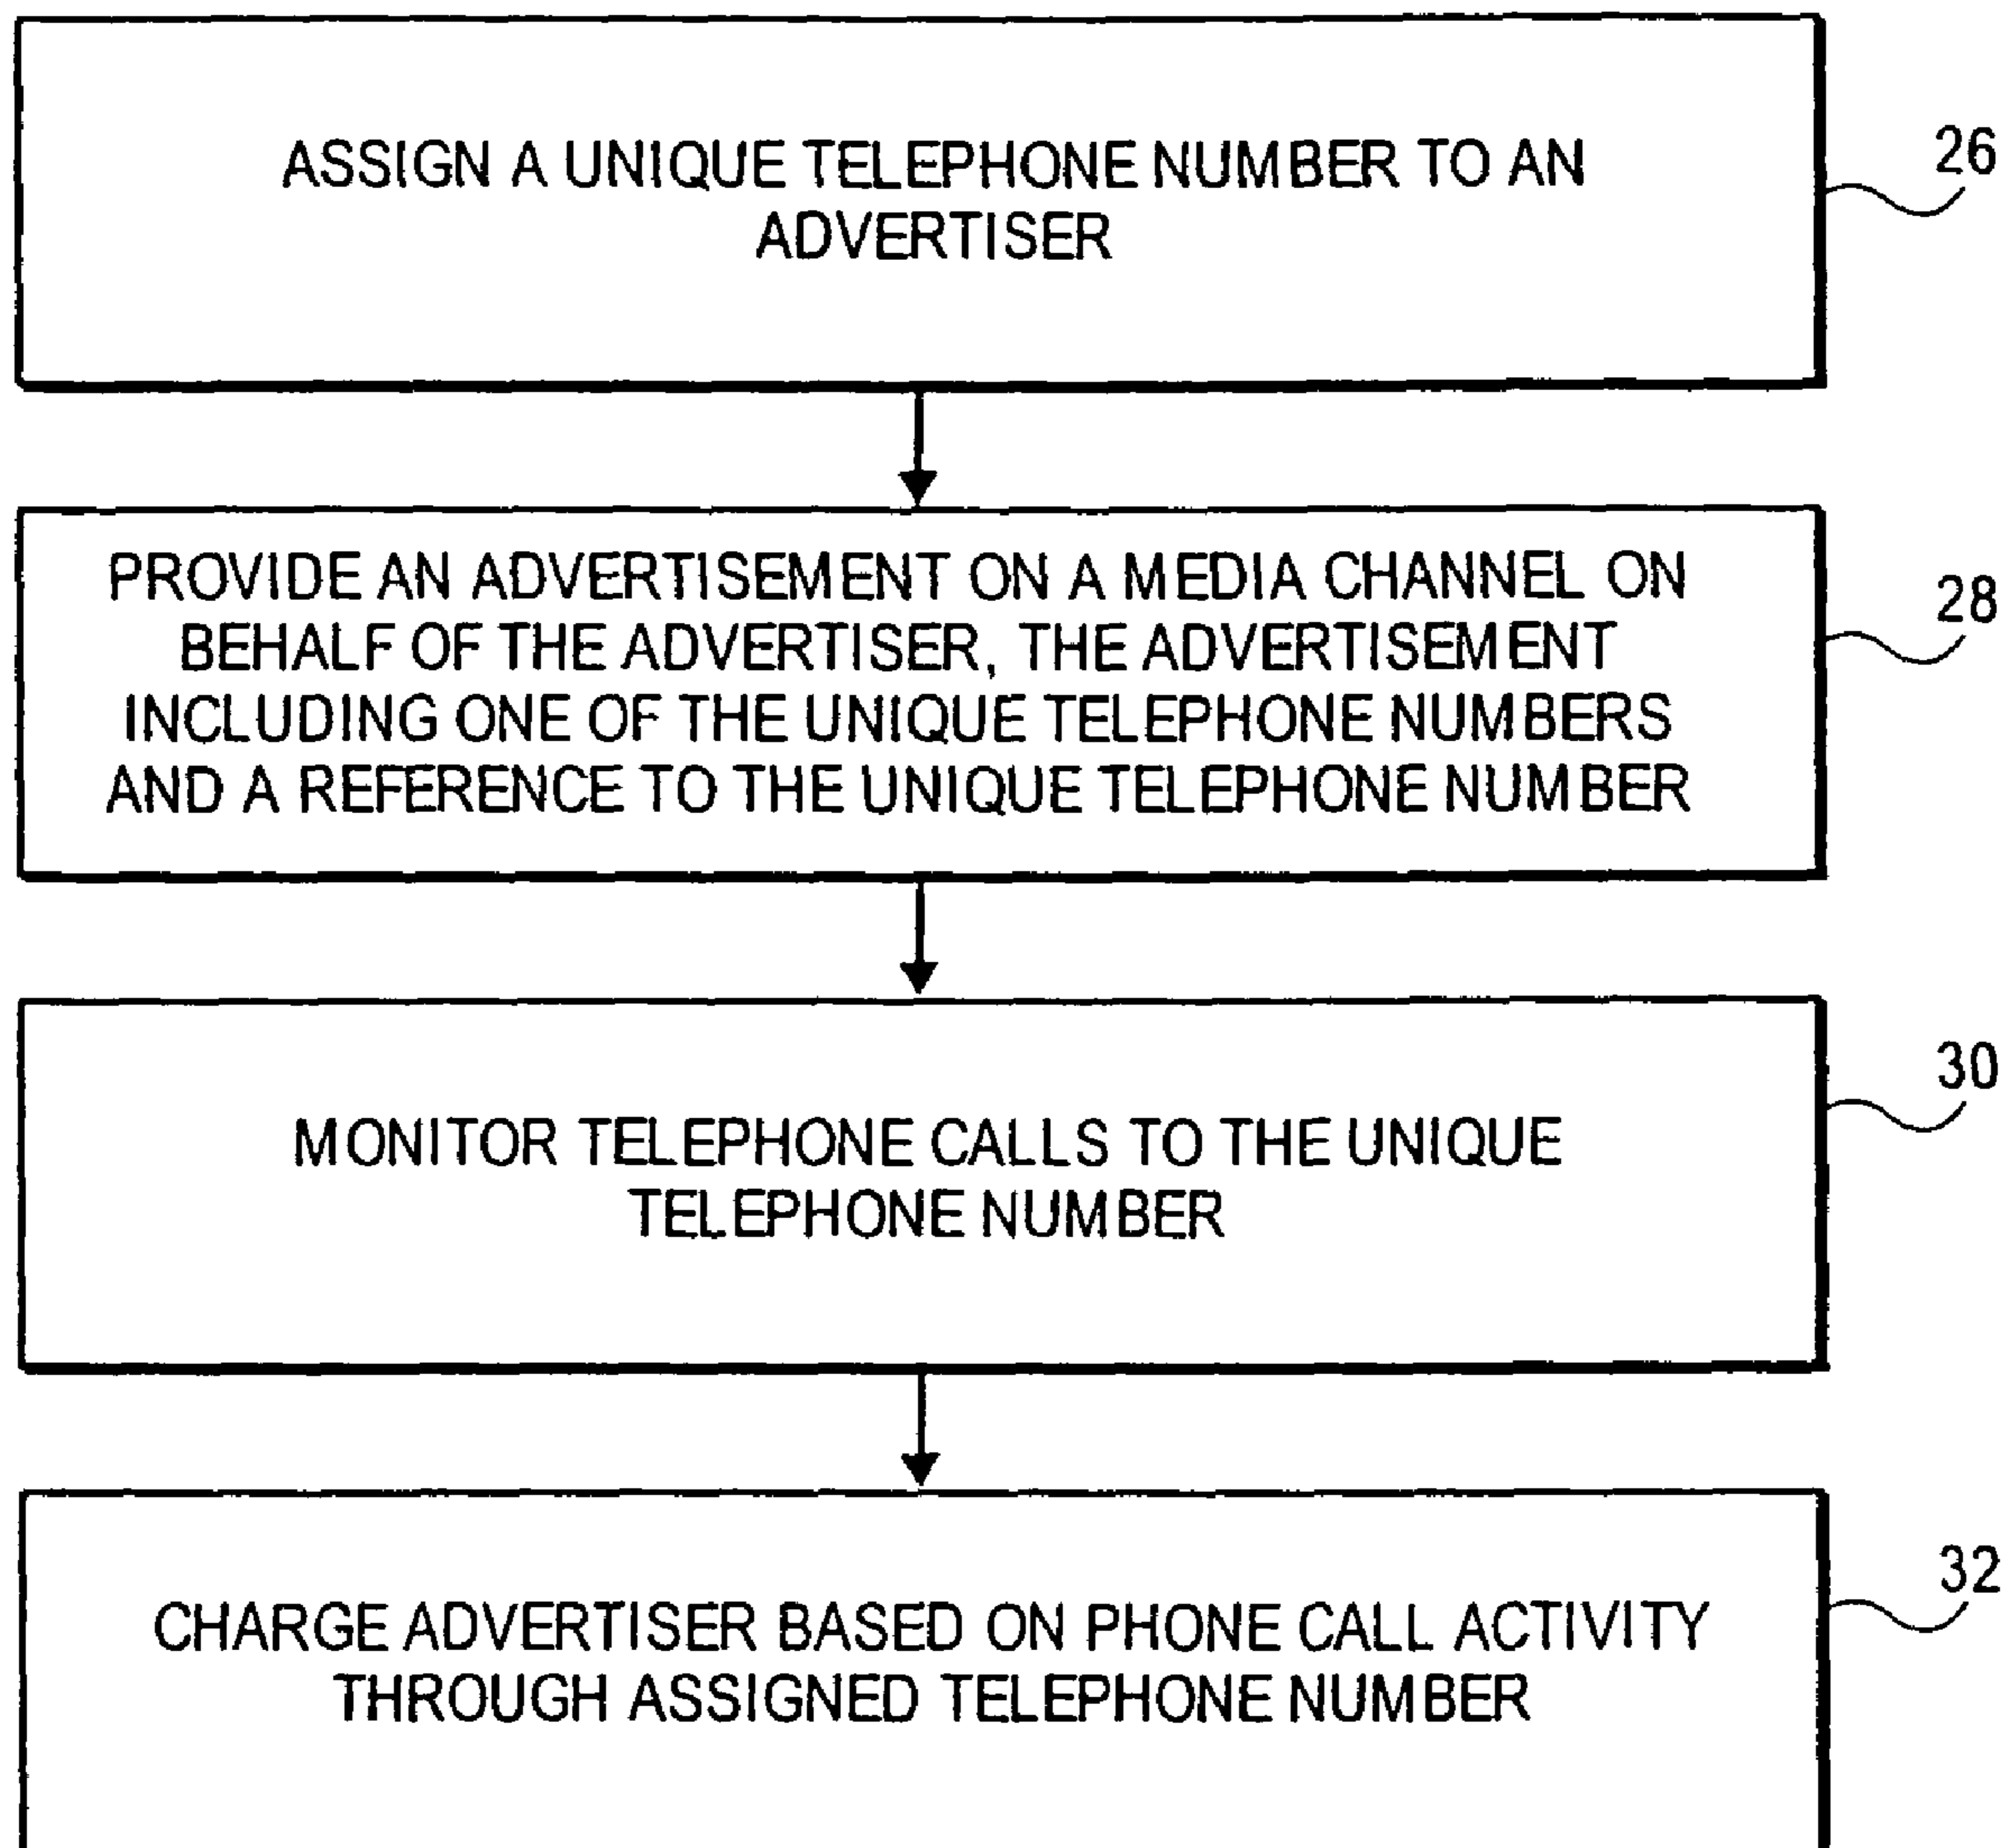 ASSIGN A UNIQUE TELEPHONE NUMBER TO AN
ADVERTISER
26
PROVIDE AN ADVERTISEMENT ON A MEDIA CHANNEL ON
BEHALF OF THE ADVERTISER, THE ADVERTISEMENT
INCLUDING ONE OF THE UNIQUE TELEPHONE NUMBERS
AND A REFERENCE TO THE UNIQUE TELEPHONE NUMBER
28
MONITOR TELEPHONE CALLS TO THE UNIQUE
TELEPHONE NUMBER
30
CHARGE ADVERTISER BASED ON PHONE CALL ACTIVITY
THROUGH ASSIGNED TELEPHONE NUMBER
32